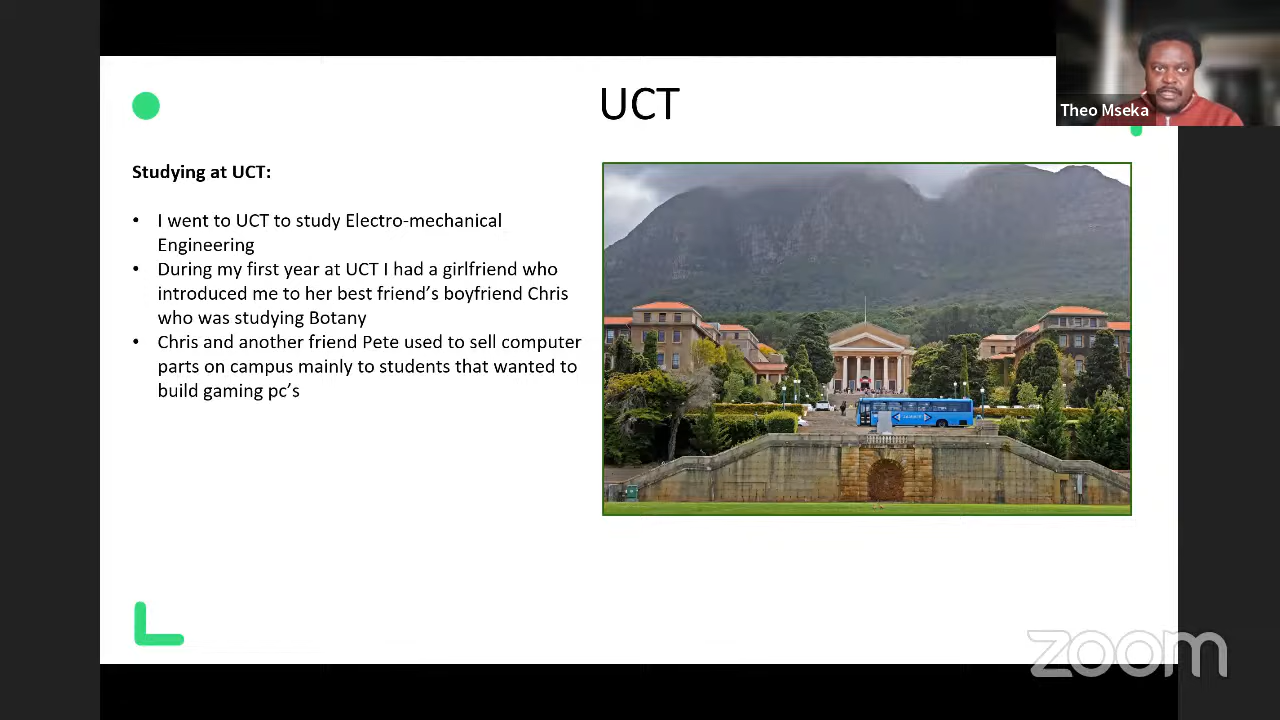 UCT
Theo Mseka
Studying at UCT:
• I went to UCT to study Electro-mechanical
Engineering
• During my first year at UCT I had a girlfriend who
introduced me to her best friend's boyfriend Chris
who was studying Botany
• Chris and another friend Pete used to sell computer
parts on campus mainly to students that wanted to
build gaming pc's
zoom